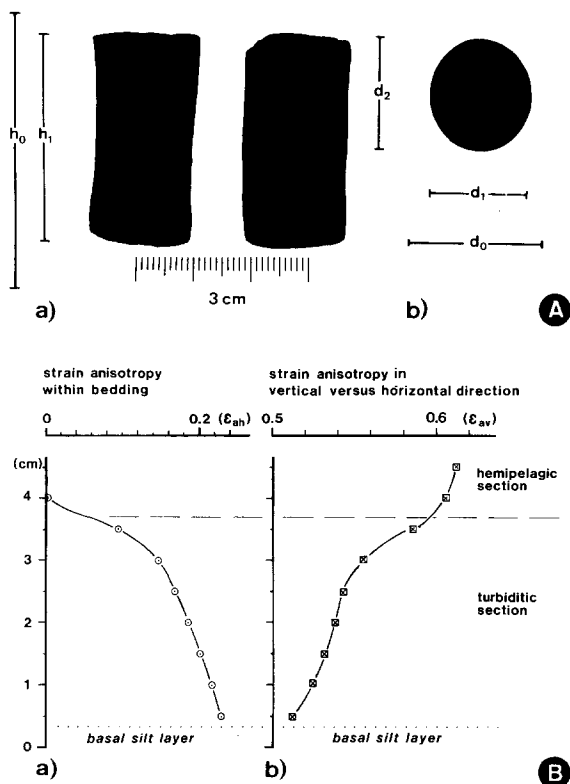 h₀
h₁
d₂
d₁
d₀
3 cm
a)
b)
A
strain anisotropy
within bedding
0
0.2
(εah)
strain anisotropy in
vertical versus horizontal direction
0.5
0.6
(εav)
(cm)
4
3
2
1
0
hemipelagic
section
turbiditic
section
basal silt layer
basal silt layer
a)
b)
B